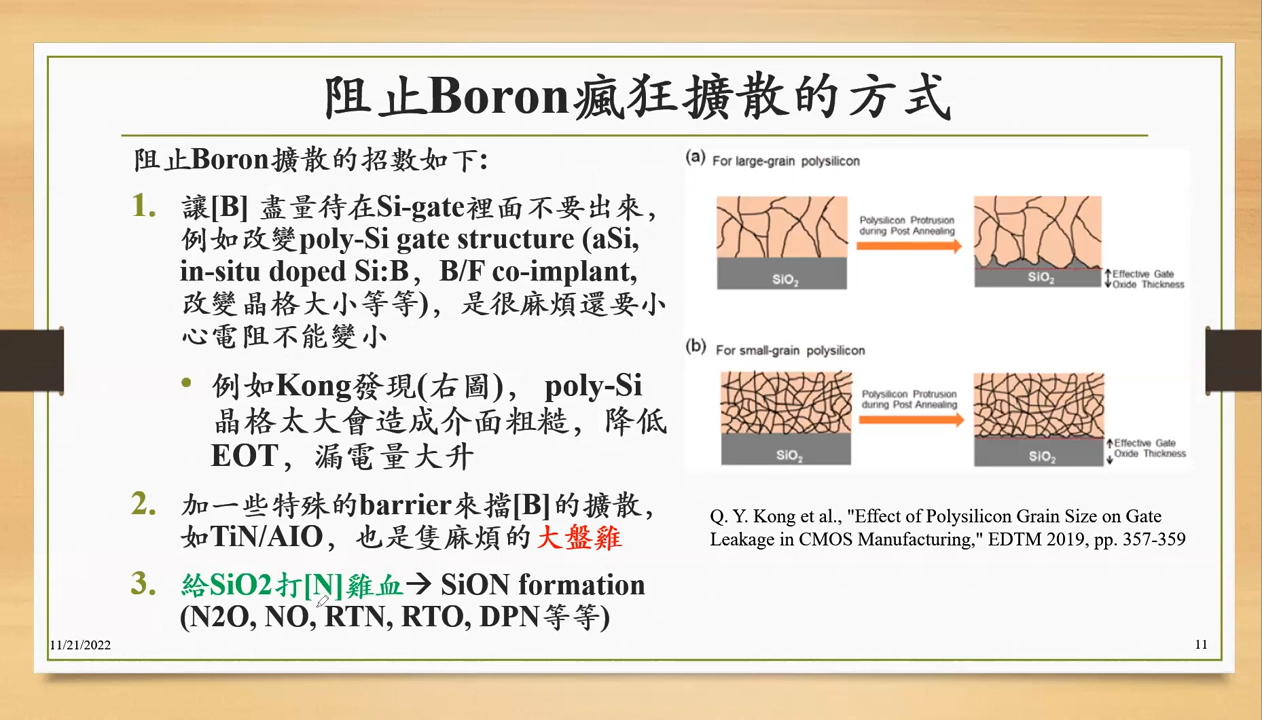 阻止Boron瘋狂擴散的方式
阻止Boron擴散的招數如下:
1. 讓[B] 盡量待在Si-gate裡面不要出來,
例如改變poly-Si gate structure (aSi,
in-situ doped Si:B, B/F co-implant,
改變晶格大小等等), 是很麻煩還要小
心電阻不能變小
• 例如Kong發現(右圖), poly-Si
晶格太大會造成介面粗糙, 降低
EOT, 漏電量大升
2. 加一些特殊的barrier來擋[B]的擴散,
如TiN/AlO, 也是隻麻煩的大盤雞
3. 給SiO2打[N]雞血→ SiON formation
(N2O, NO, RTN, RTO, DPN等等)
(a) For large-grain polysilicon
Polysilicon Protrusion
during Post Annealing
SiO2
SiO2
Effective Gate
Oxide Thickness
(b) For small-grain polysilicon
Polysilicon Protrusion
during Post Annealing
SiO2
SiO2
Effective Gate
Oxide Thickness
Q. Y. Kong et al., "Effect of Polysilicon Grain Size on Gate
Leakage in CMOS Manufacturing," EDTM 2019, pp. 357-359
11/21/2022
11